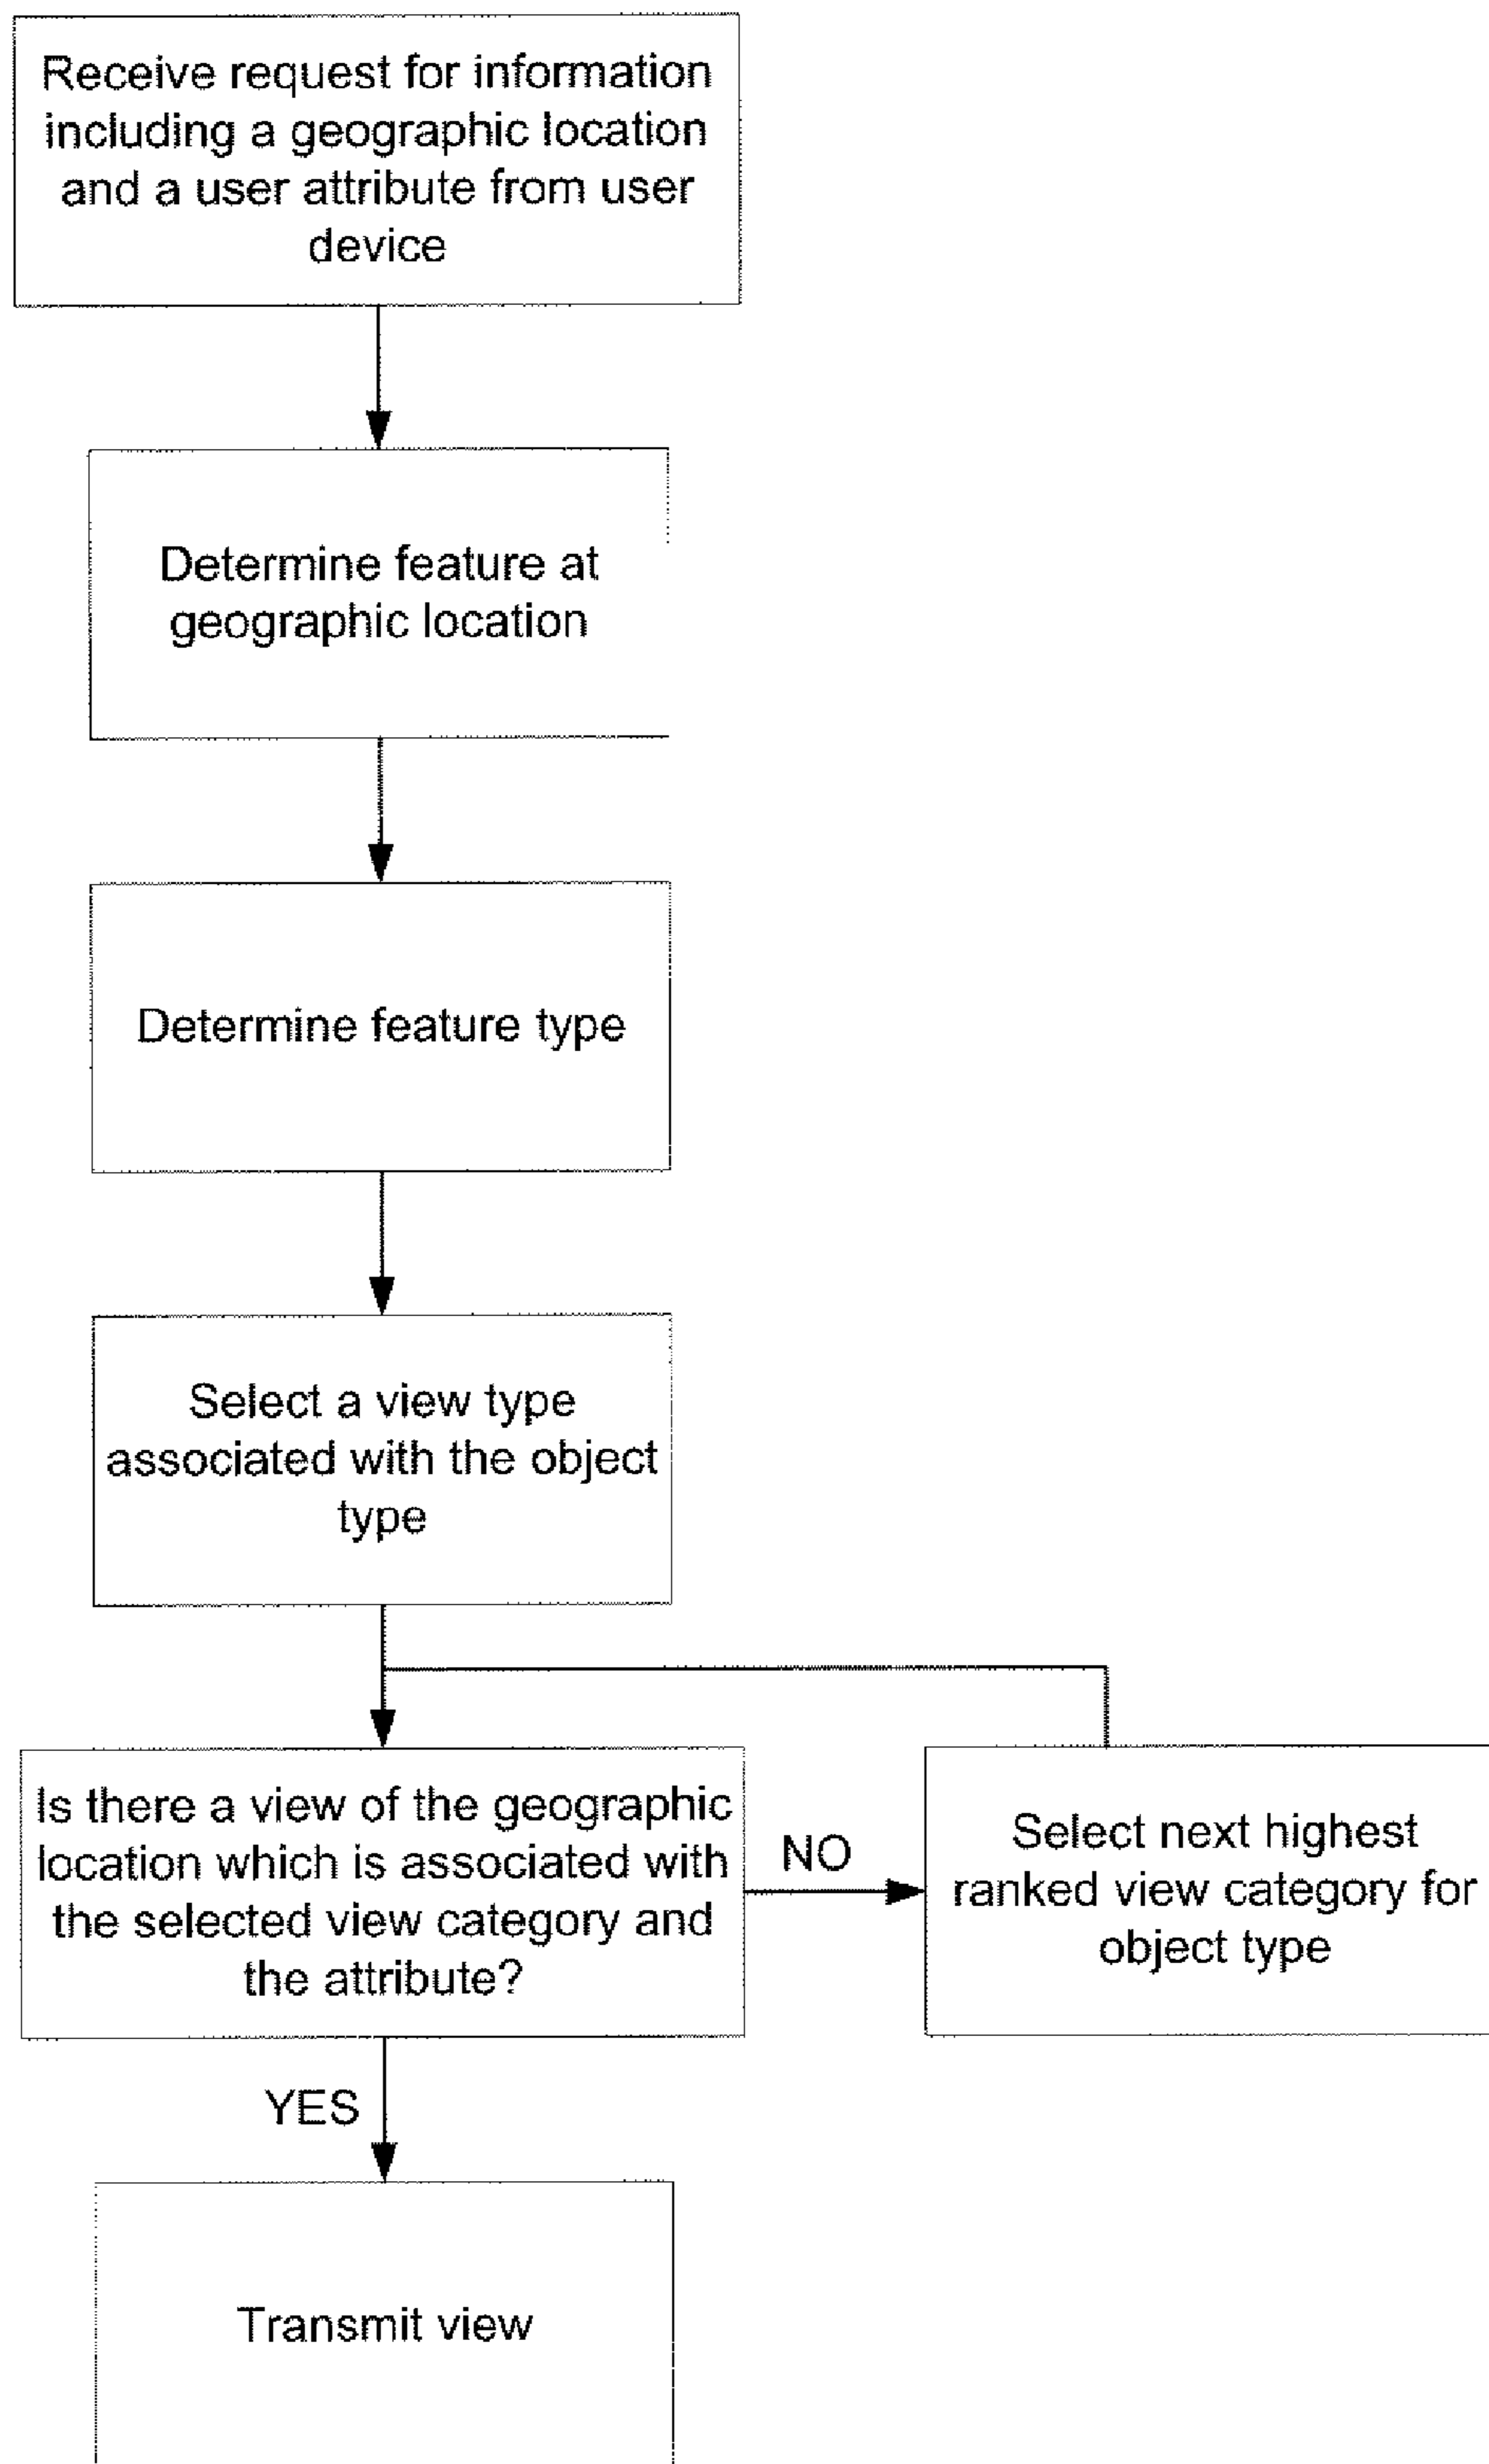 Receive request for information
including a geographic location
and a user attribute from user
device
Determine feature at
geographic location
Determine feature type
Select a view type
associated with the object
type
Is there a view of the geographic
location which is associated with
the selected view category and
the attribute?
NO
Select next highest
ranked view category for
object type
YES
Transmit view